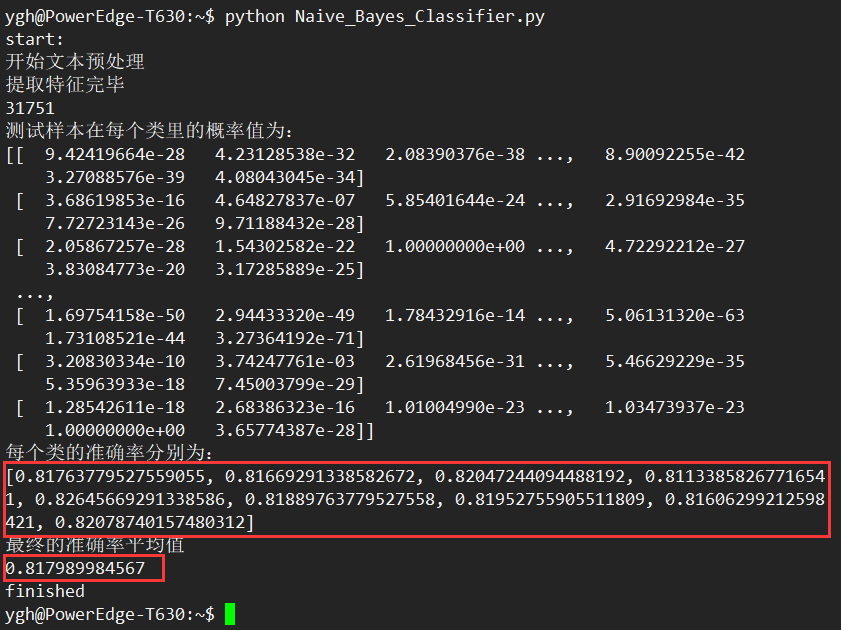 ygh@PowerEdge-T630:~$ python Naive_Bayes_Classifier.py
start:
开始文本预处理
提取特征完毕
31751
测试样本在每个类里的概率值为:
[[ 9.42419664e-28 4.23128538e-32 2.08390376e-38 ..., 8.90092255e-42
3.27088576e-39 4.08043045e-34]
[ 3.68619853e-16 4.64827837e-07 5.85401644e-24 ..., 2.91692984e-35
7.72723143e-26 9.71188432e-28]
[ 2.05867257e-28 1.54302582e-22 1.00000000e+00 ..., 4.72292212e-27
3.83084773e-20 3.17285889e-25]
...,
[ 1.69754158e-50 2.94433320e-49 1.78432916e-14 ..., 5.06131320e-63
1.73108521e-44 3.27364192e-71]
[ 3.20830334e-10 3.74247761e-03 2.61968456e-31 ..., 5.46629229e-35
5.35963933e-18 7.45003799e-29]
[ 1.28542611e-18 2.68386323e-16 1.01004990e-23 ..., 1.03473937e-23
1.00000000e+00 3.65774387e-28]]
每个类的准确率分别为:
[0.81763779527559055, 0.81669291338582672, 0.82047244094488192, 0.8113385826771654
1, 0.82645669291338586, 0.81889763779527558, 0.81952755905511809, 0.81606299212598
421, 0.82078740157480312]
最终的准确率平均值
0.817989984567
finished
ygh@PowerEdge-T630:~$